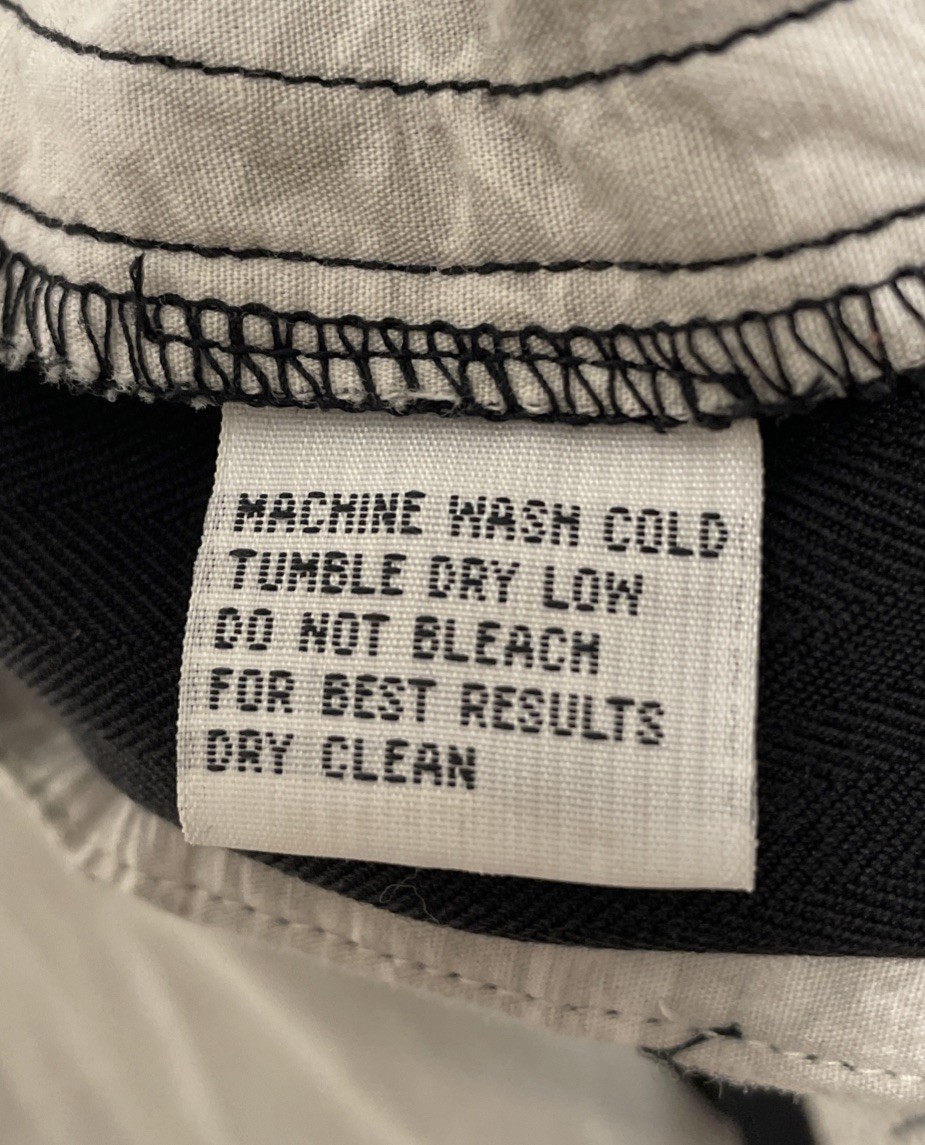 MACHINE WASH COLD
TUMBLE DRY LOW
DO NOT BLEACH
FOR BEST RESULTS
DRY CLEAN